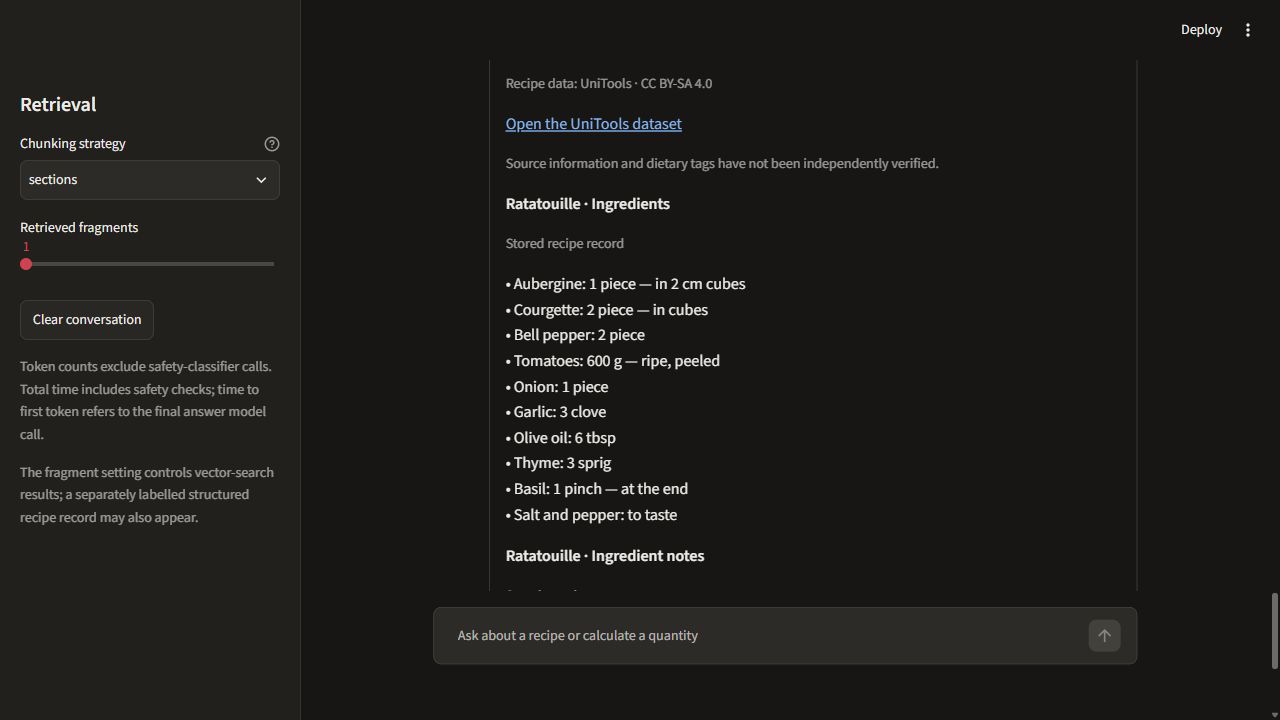 Deploy
Retrieval
Chunking strategy
sections
Retrieved fragments
1
Clear conversation
Token counts exclude safety-classifier calls.
Total time includes safety checks; time to
first token refers to the final answer model
call.
The fragment setting controls vector-search
results; a separately labelled structured
recipe record may also appear.
Recipe data: UniTools · CC BY-SA 4.0
Open the UniTools dataset
Source information and dietary tags have not been independently verified.
Ratatouille · Ingredients
Stored recipe record
• Aubergine: 1 piece — in 2 cm cubes
• Courgette: 2 piece — in cubes
• Bell pepper: 2 piece
• Tomatoes: 600 g — ripe, peeled
• Onion: 1 piece
• Garlic: 3 clove
• Olive oil: 6 tbsp
• Thyme: 3 sprig
• Basil: 1 pinch — at the end
• Salt and pepper: to taste
Ratatouille · Ingredient notes
Ask about a recipe or calculate a quantity